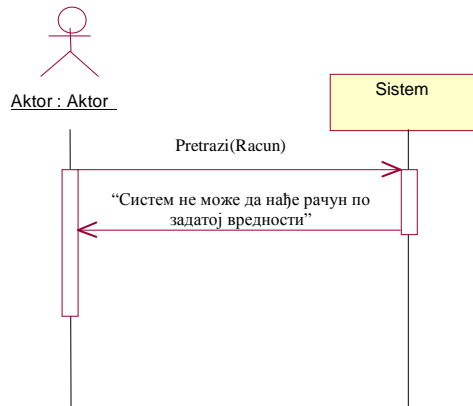 Aktor : Aktor
Sistem
Pretrazi(Racun)
“Систем не може да нађе рачун по
задатој вредности”